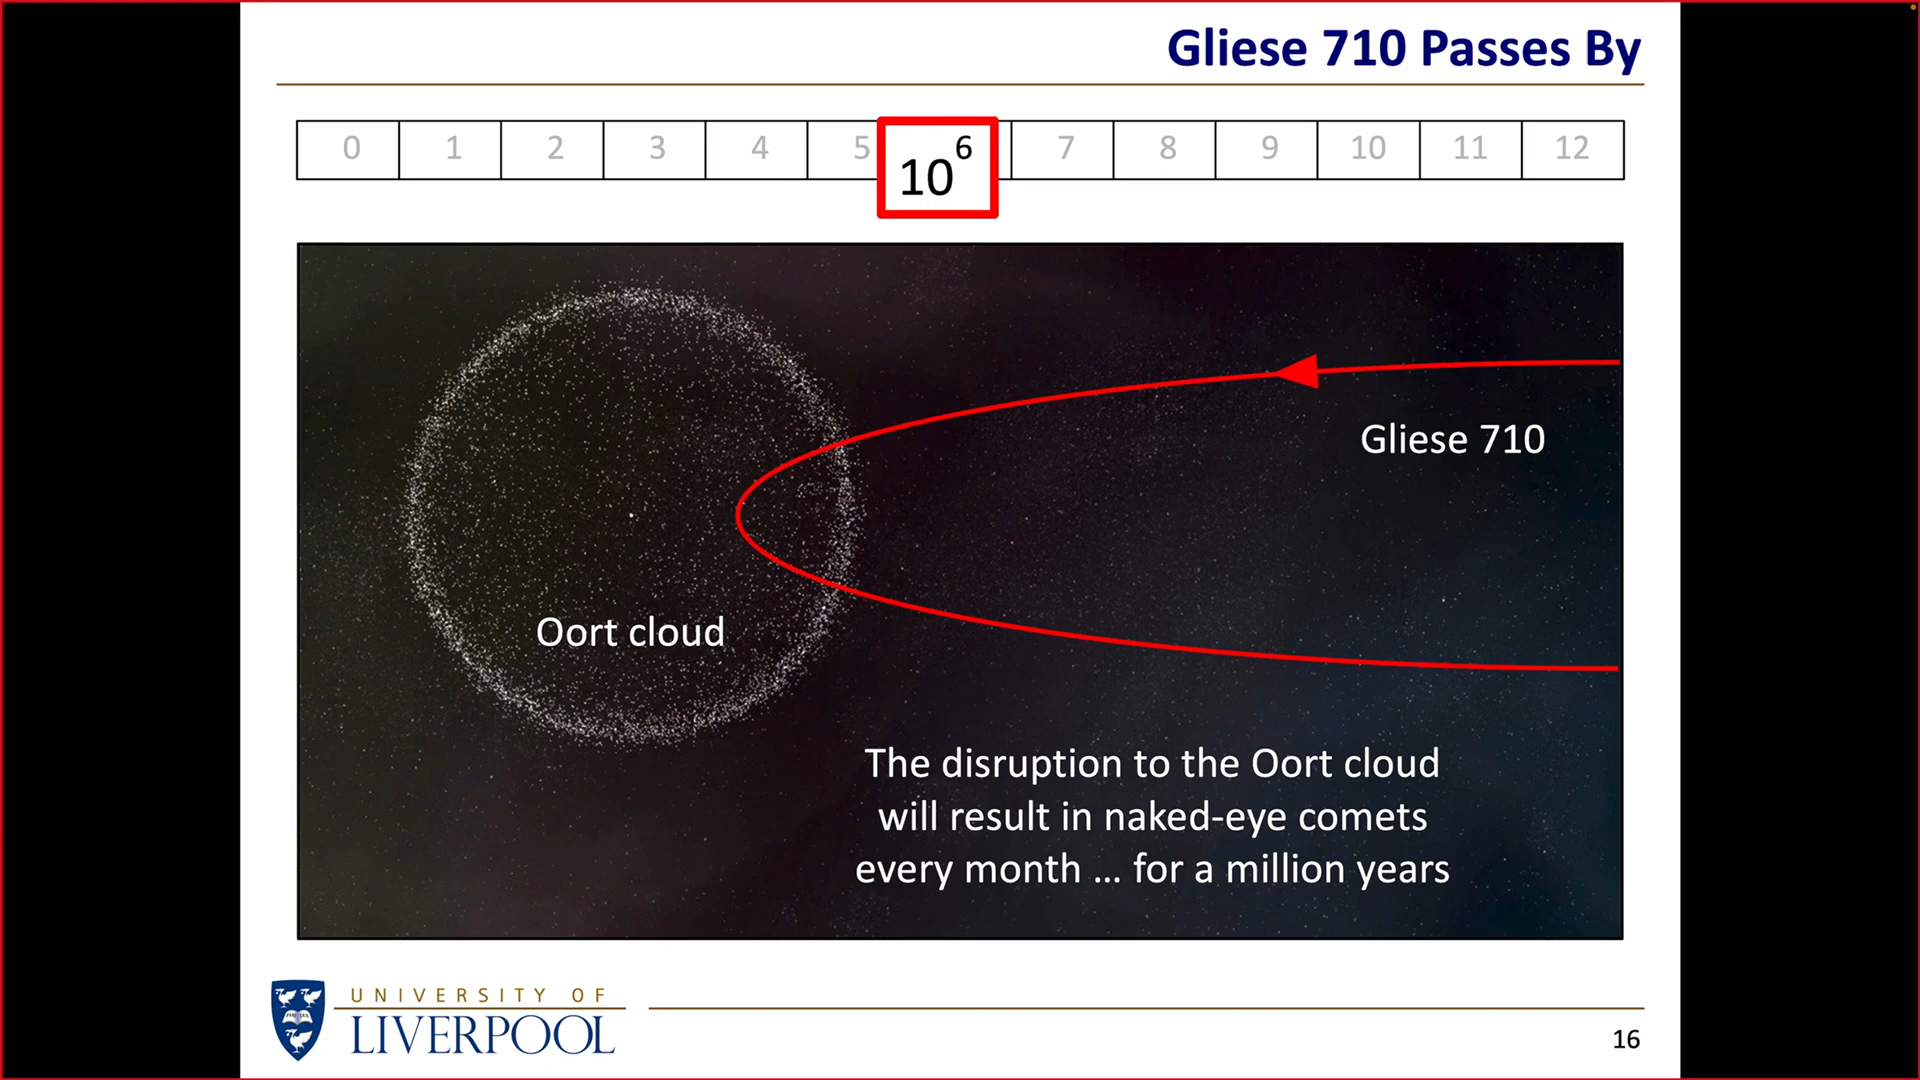 Gliese 710 Passes By
0 1 2 3 4 5 10⁶ 7 8 9 10 11 12
Gliese 710
Oort cloud
The disruption to the Oort cloud
will result in naked-eye comets
every month ... for a million years
UNIVERSITY OF
LIVERPOOL
16